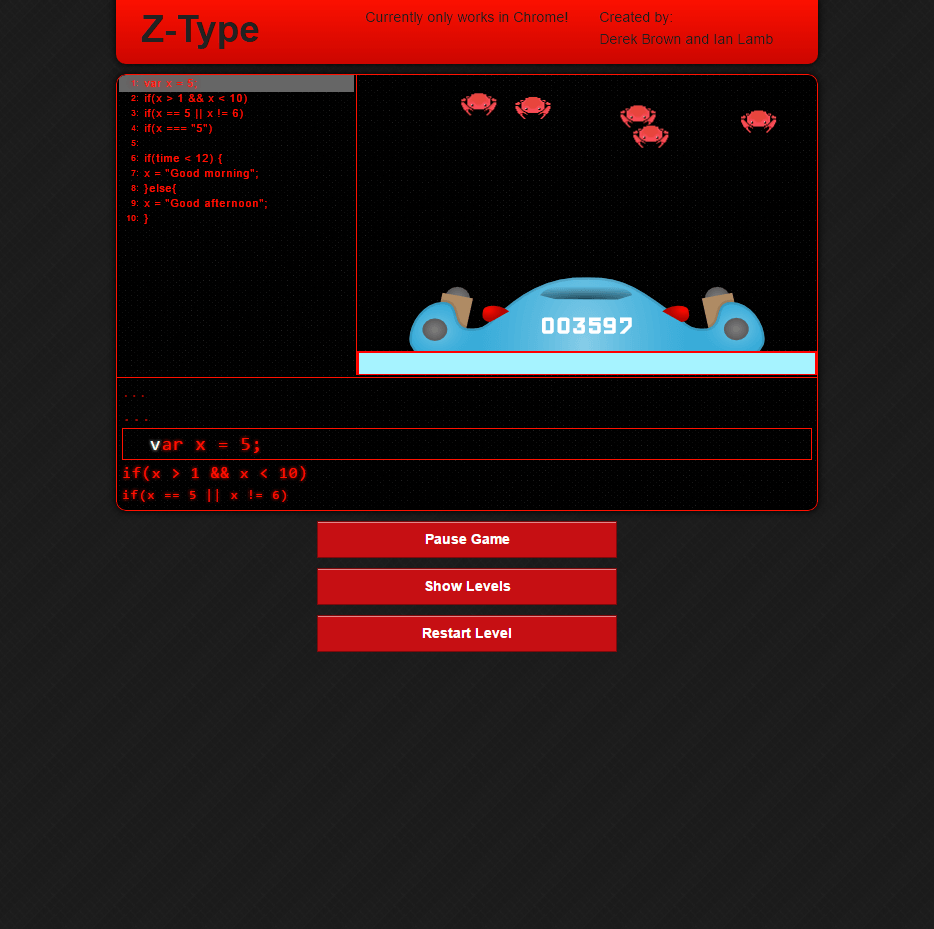 Z-Type
Currently only works in Chrome!
Created by:
Derek Brown and Ian Lamb
1: var x = 5;
2: if(x > 1 && x < 10)
3: if(x == 5 || x != 6)
4: if(x === "5")
5:
6: if(time < 12) {
7: x = "Good morning";
8: }else{
9: x = "Good afternoon";
10: }
003597
...
...
var x = 5;
if(x > 1 && x < 10)
if(x == 5 || x != 6)
Pause Game
Show Levels
Restart Level